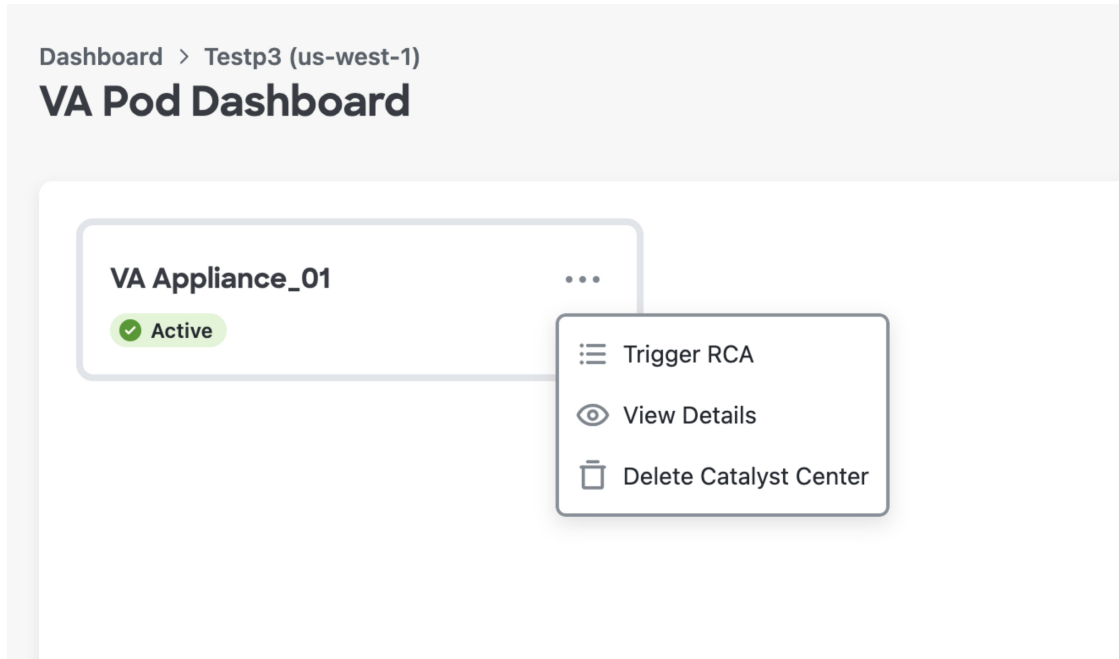 Dashboard > Testp3 (us-west-1)
VA Pod Dashboard
VA Appliance_01
Active
Trigger RCA
View Details
Delete Catalyst Center